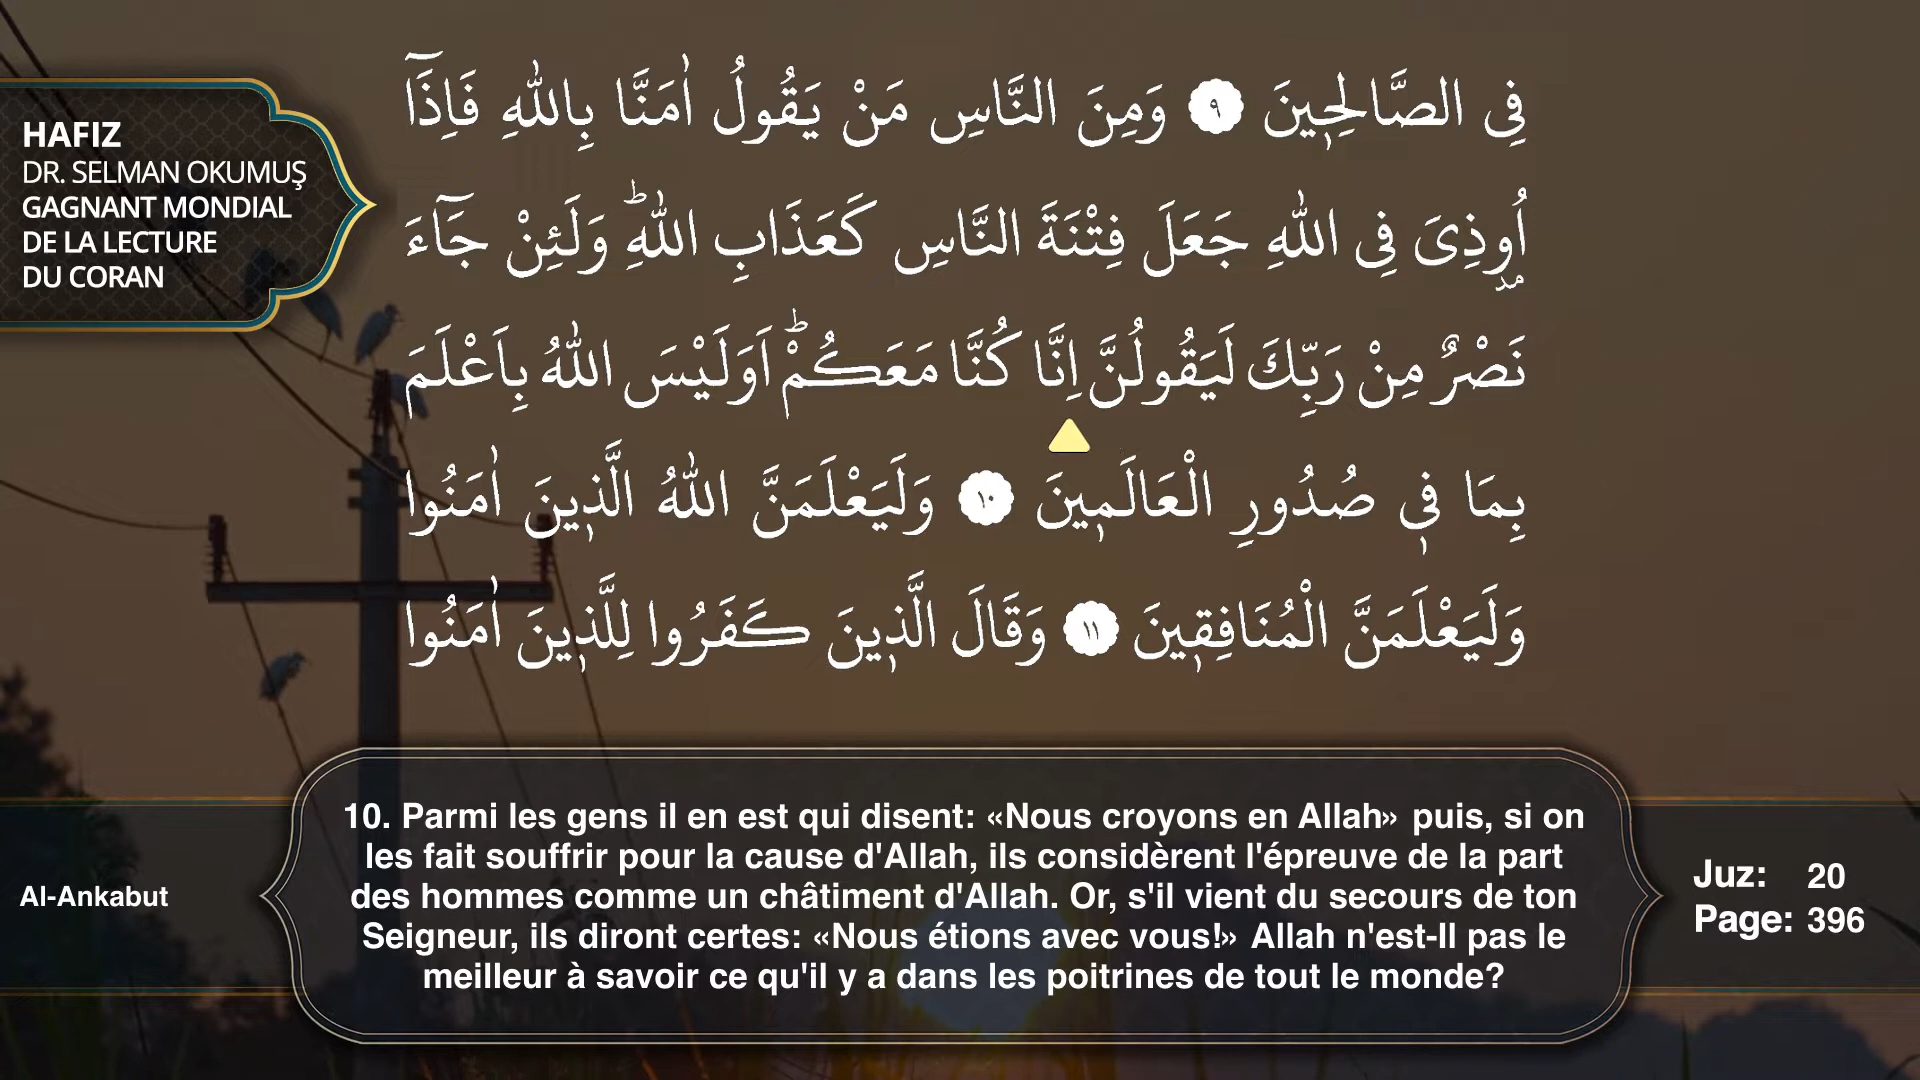 HAFIZ
DR. SELMAN OKUMUŞ
GAGNANT MONDIAL
DE LA LECTURE
DU CORAN
فِى الصَّالِحٖينَ ٩ وَمِنَ النَّاسِ مَنْ يَقُولُ اٰمَنَّا بِاللّٰهِ فَاِذَٓا
اُو۫ذِىَ فِى اللّٰهِ جَعَلَ فِتْنَةَ النَّاسِ كَعَذَابِ اللّٰهِؕ وَلَئِنْ جَٓاءَ
نَصْرٌ مِنْ رَبِّكَ لَيَقُولُنَّ اِنَّا كُنَّا مَعَكُمْؕ اَوَلَيْسَ اللّٰهُ بِاَعْلَمَ
بِمَا فٖى صُدُورِ الْعَالَمٖينَ ١٠ وَلَيَعْلَمَنَّ اللّٰهُ الَّذٖينَ اٰمَنُوا
وَلَيَعْلَمَنَّ الْمُنَافِقٖينَ ١١ وَقَالَ الَّذٖينَ كَفَرُوا لِلَّذٖينَ اٰمَنُوا
10. Parmi les gens il en est qui disent: «Nous croyons en Allah» puis, si on
les fait souffrir pour la cause d'Allah, ils considèrent l'épreuve de la part
des hommes comme un châtiment d'Allah. Or, s'il vient du secours de ton
Seigneur, ils diront certes: «Nous étions avec vous!» Allah n'est-Il pas le
meilleur à savoir ce qu'il y a dans les poitrines de tout le monde?
Al-Ankabut
Juz: 20
Page: 396